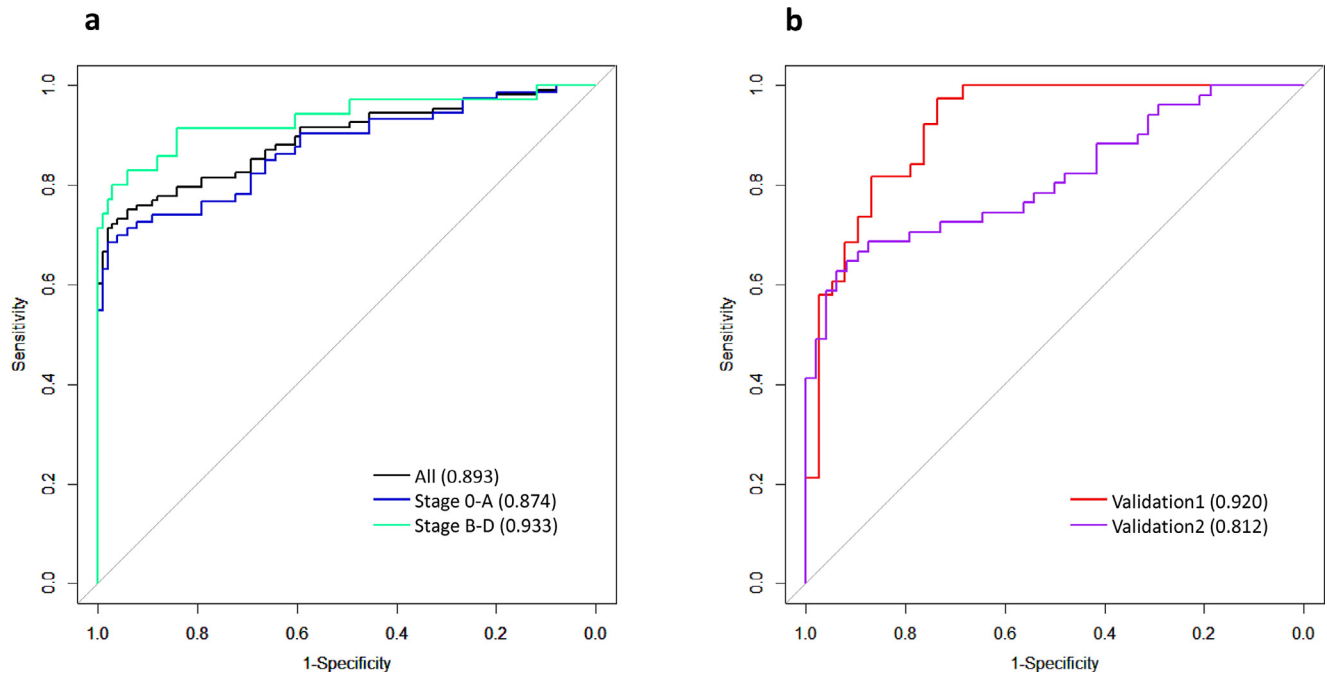 a
1.0
0.8
0.6
0.4
0.2
0.0
Sensitivity
All (0.893)
Stage 0-A (0.874)
Stage B-D (0.933)
1.0 0.8 0.6 0.4 0.2 0.0
1-Specificity
b
1.0
0.8
0.6
0.4
0.2
0.0
Sensitivity
Validation1 (0.920)
Validation2 (0.812)
1.0 0.8 0.6 0.4 0.2 0.0
1-Specificity